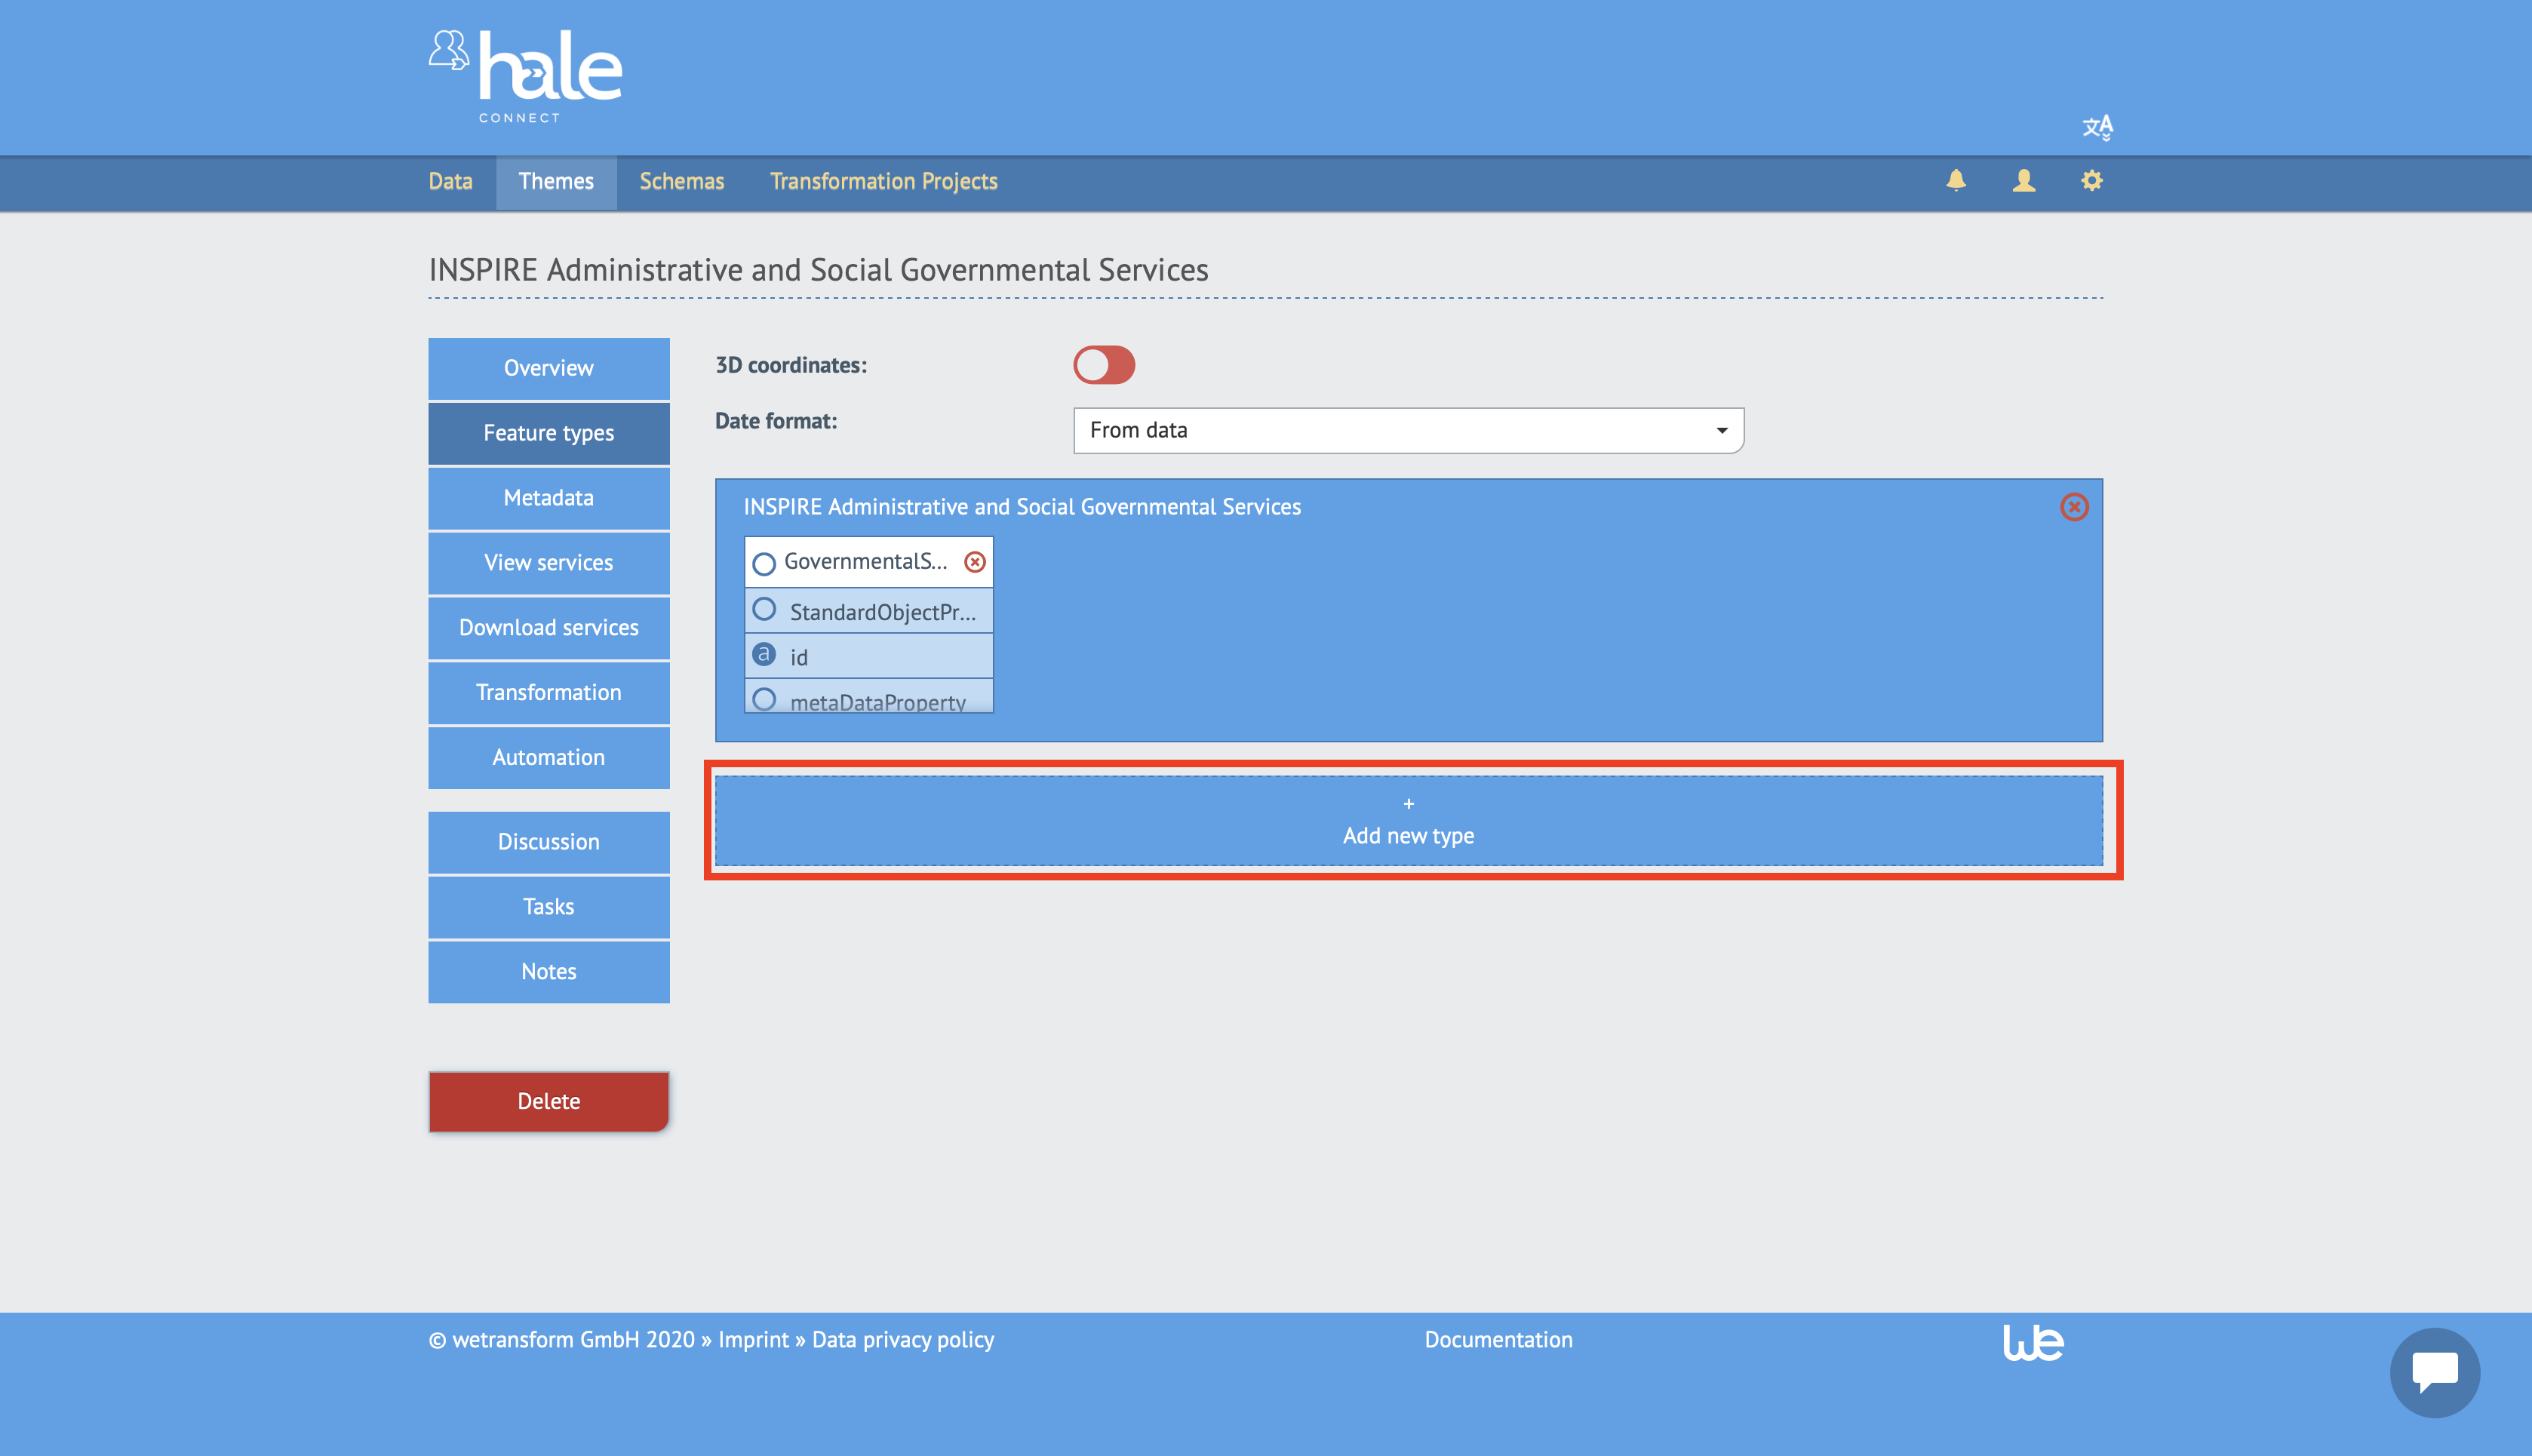 hale
CONNECT
文A
Data Themes Schemas Transformation Projects
INSPIRE Administrative and Social Governmental Services
Overview
Feature types
Metadata
View services
Download services
Transformation
Automation
Discussion
Tasks
Notes
Delete
3D coordinates:
Date format:
From data
INSPIRE Administrative and Social Governmental Services
GovernmentalS...
StandardObjectPr...
a id
metaDataProperty
+
Add new type
© wetransform GmbH 2020 » Imprint » Data privacy policy
Documentation
we